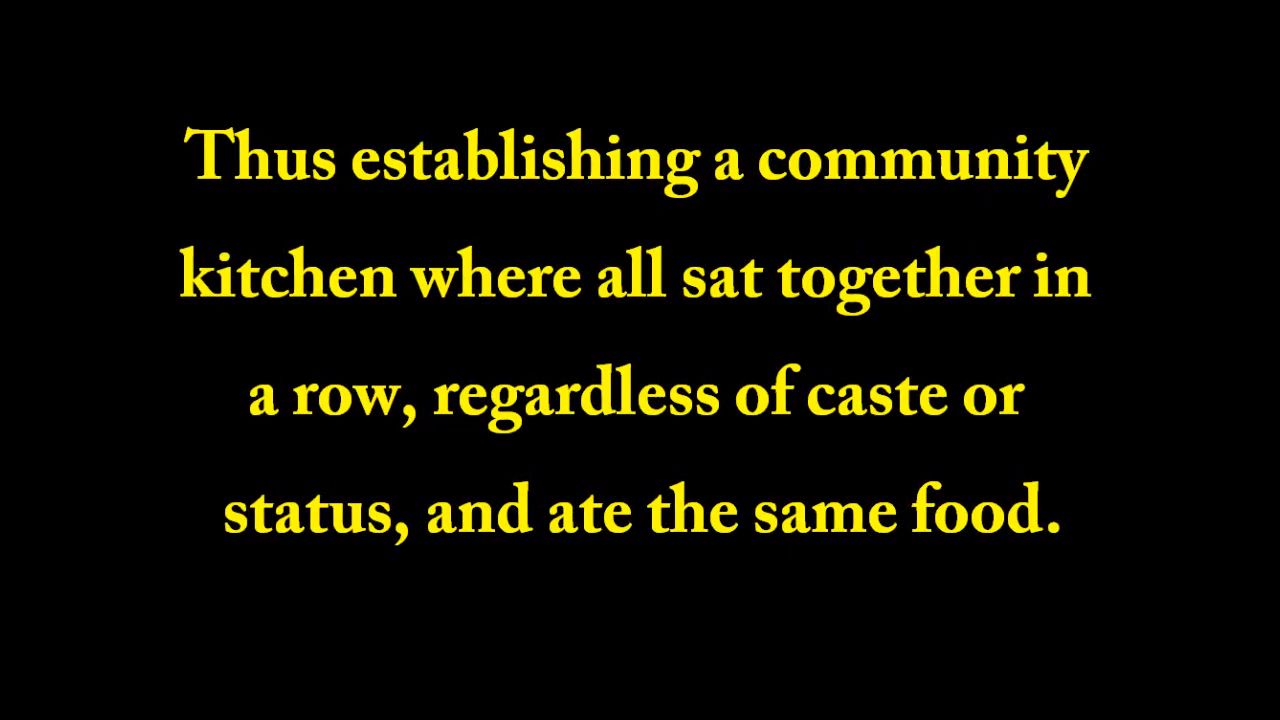 Thus establishing a community
kitchen where all sat together in
a row, regardless of caste or
status, and ate the same food.